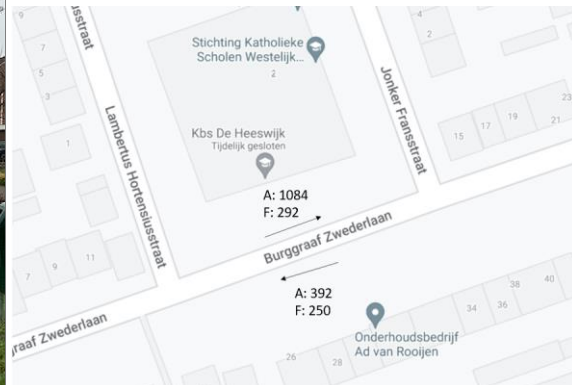 Stichting Katholieke
Scholen Westelijk...
2
Kbs De Heeswijk
Tijdelijk gesloten
A: 1084
F: 292
Burggraaf Zwederlaan
A: 392
F: 250
Onderhoudsbedrijf
Ad van Rooijen
Lambertus Hortensiusstraat
Jonker Fransstraat
raaf Zwederlaan
sstraat
9
7
5
3
1
7
9
11
4
2
15
17
19
21
23
26
28
34
36
38
40